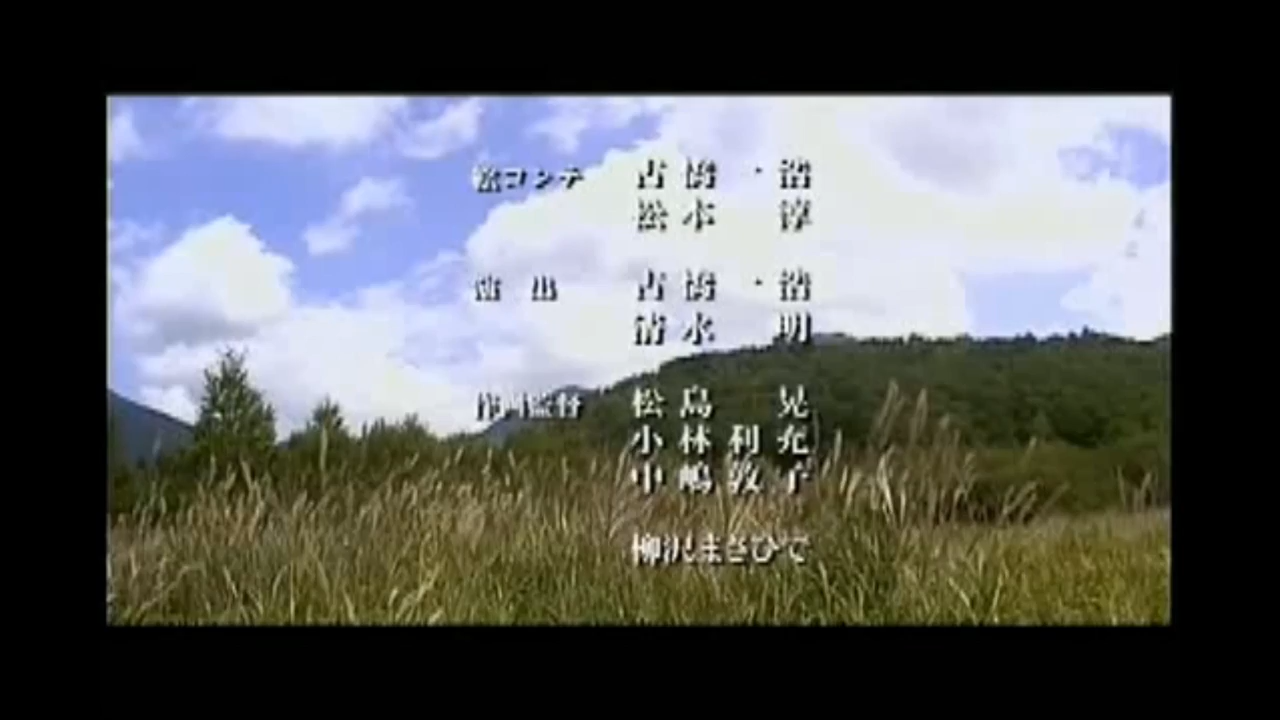 絵コンテ 古橋一浩
松本 淳
演 出 古橋一浩
清水 明
作画監督 松島 晃
小林利充
中嶋敦子
柳沢まさひで